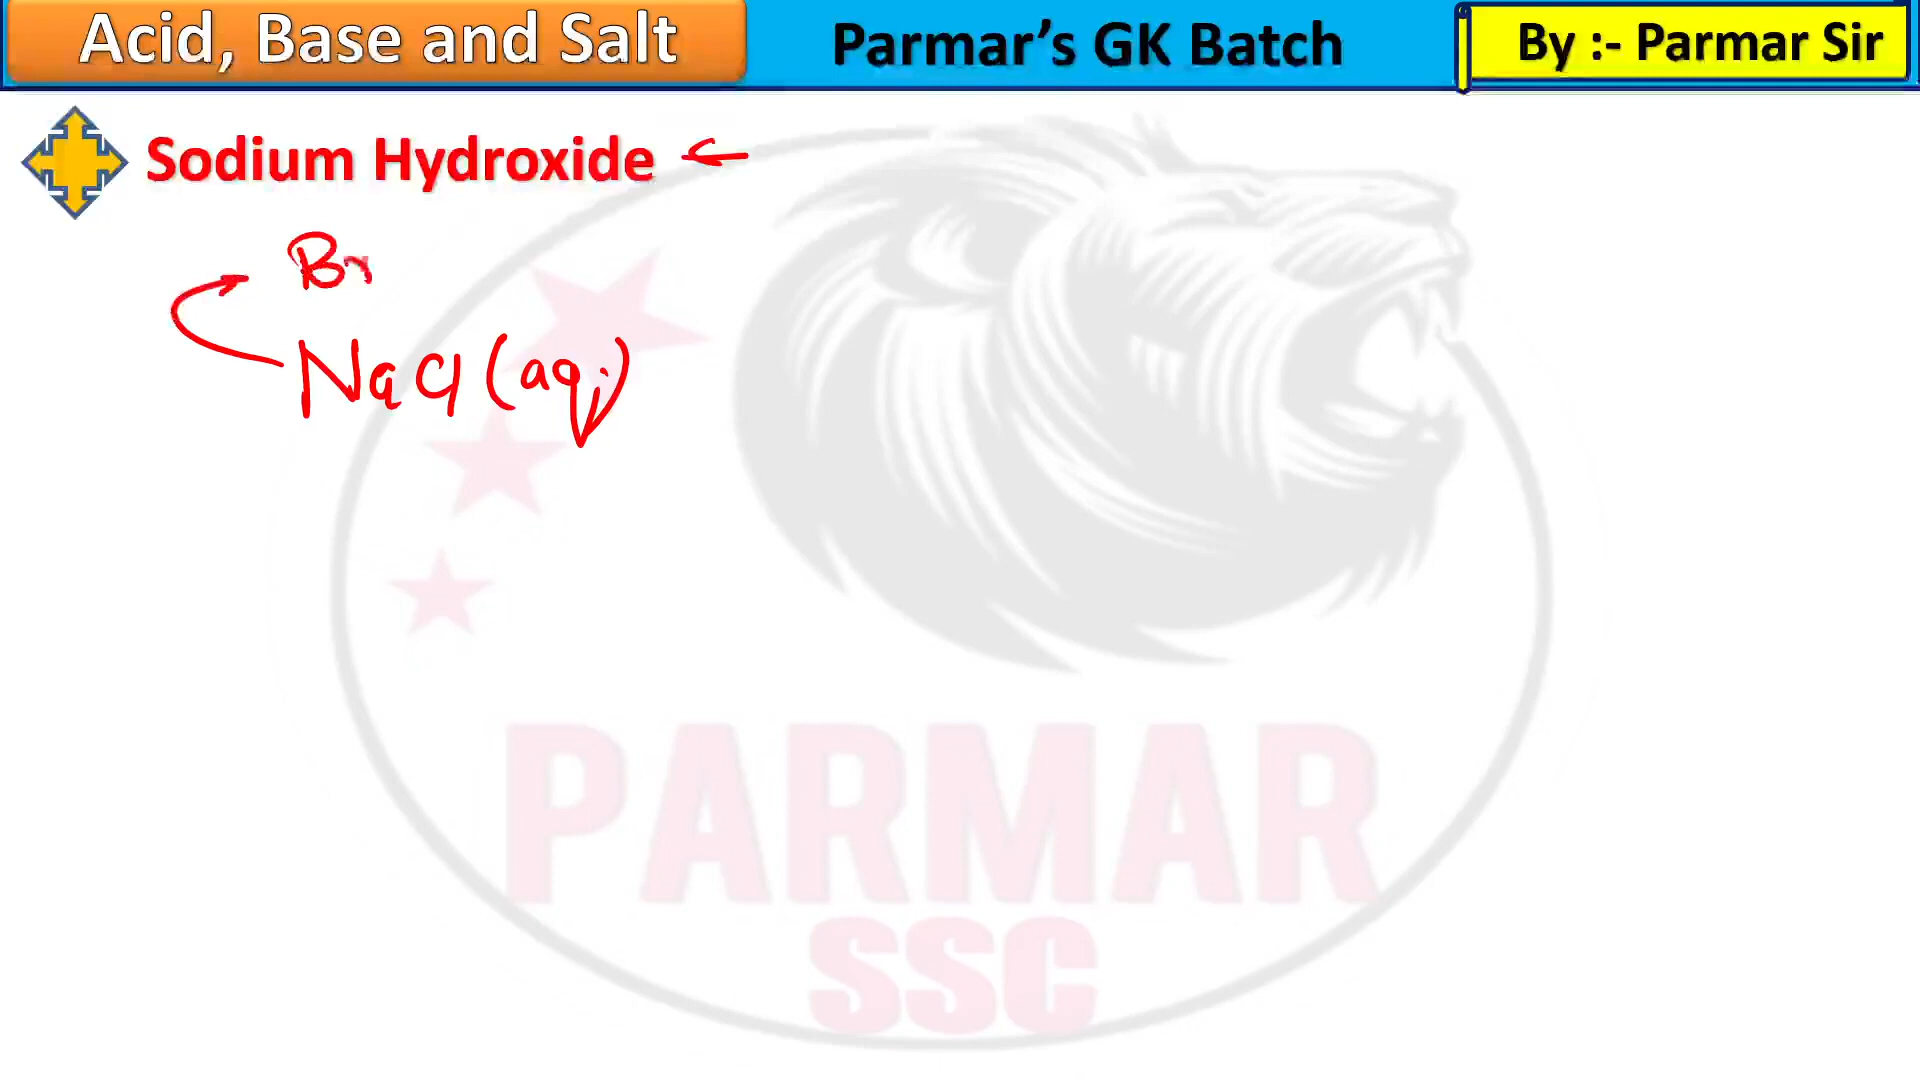 Acid, Base and Salt
Parmar's GK Batch
By :- Parmar Sir
Sodium Hydroxide ←
Br
NaCl (aq.)
PARMAR
SSC